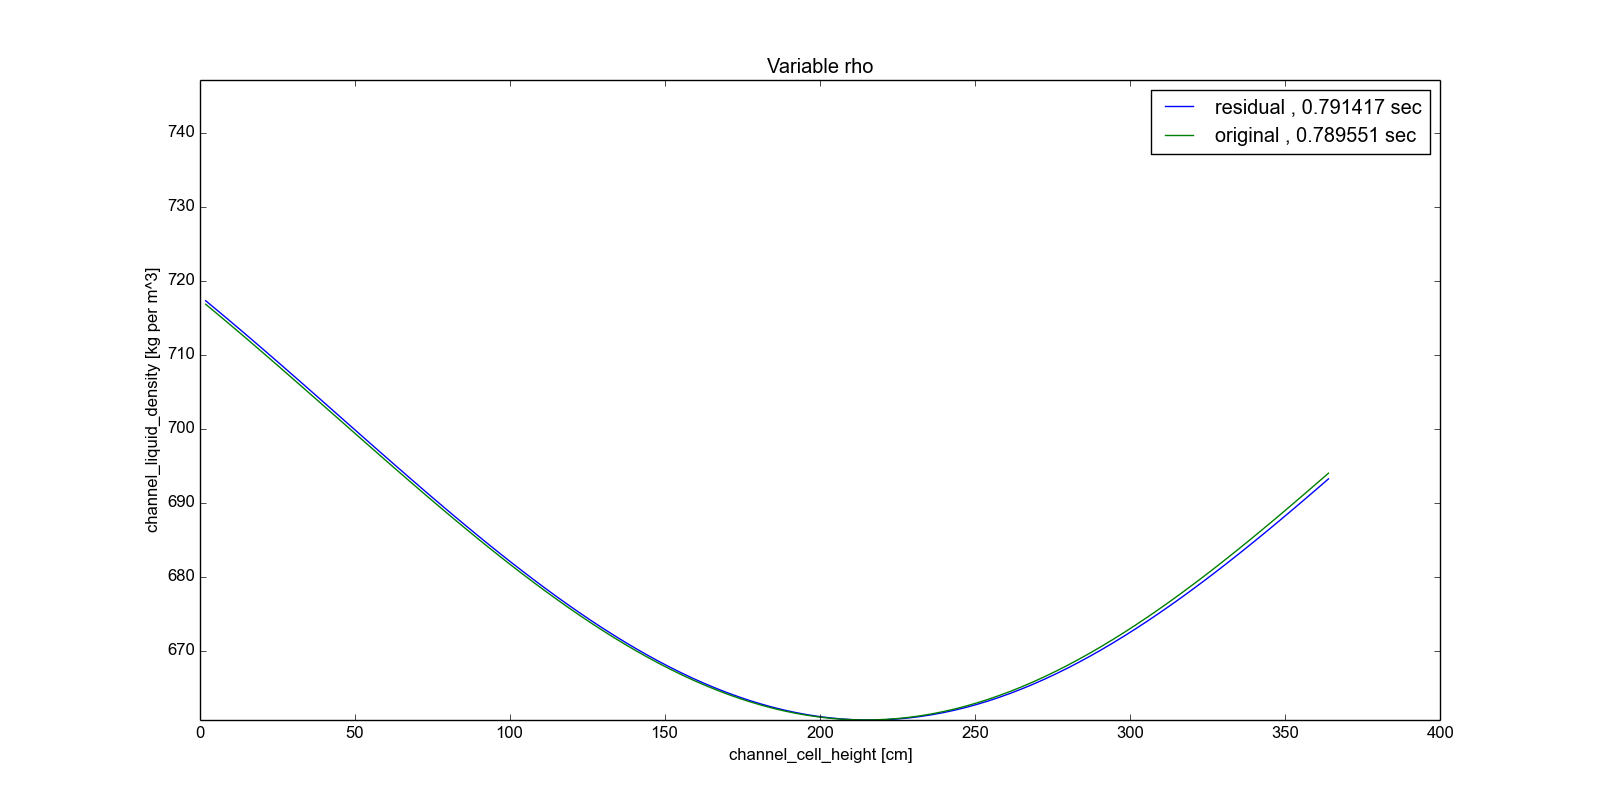 Variable rho
residual , 0.791417 sec
original , 0.789551 sec
channel_liquid_density [kg per m^3]
740
730
720
710
700
690
680
670
0 50 100 150 200 250 300 350 400
channel_cell_height [cm]